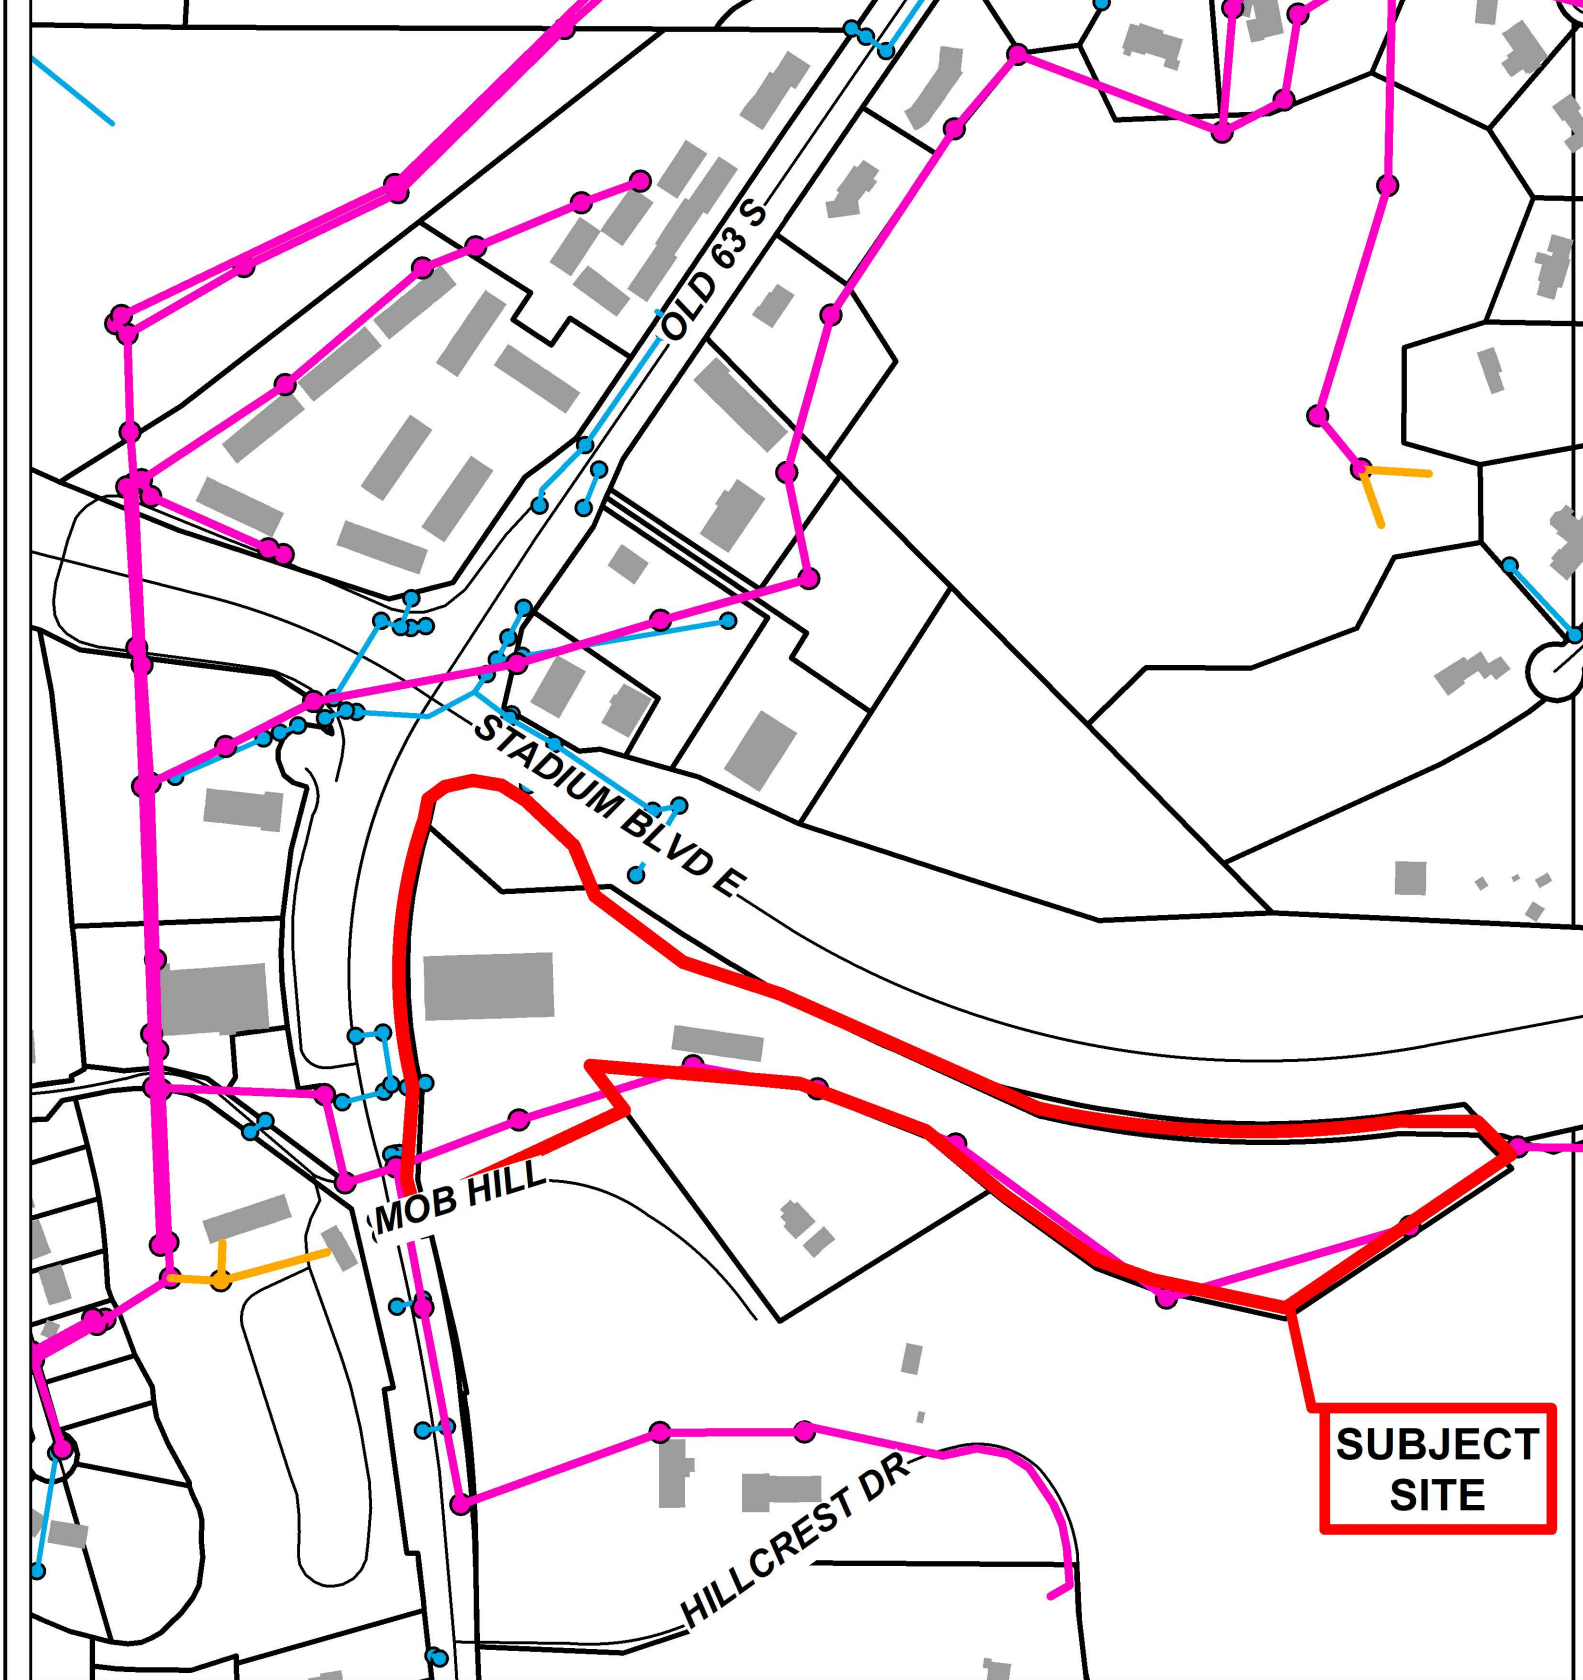 OLD 63 S
STADIUM BLVD E
MOB HILL
SUBJECT
SITE
HILLCREST DR